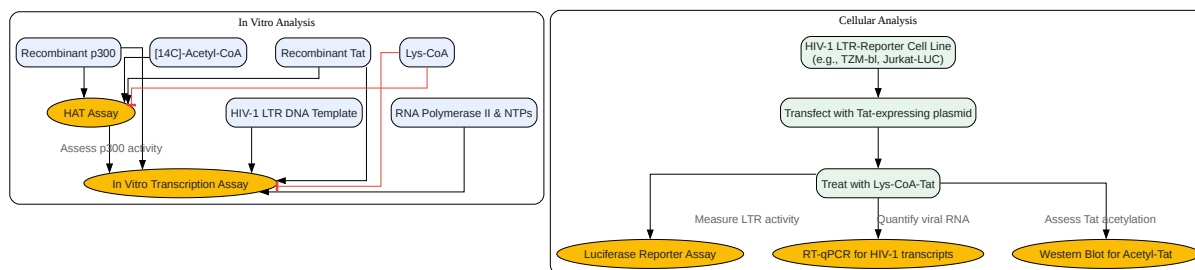 In Vitro Analysis
Recombinant p300
[14C]-Acetyl-CoA
Recombinant Tat
Lys-CoA
HAT Assay
HIV-1 LTR DNA Template
RNA Polymerase II & NTPs
Assess p300 activity
In Vitro Transcription Assay
Cellular Analysis
HIV-1 LTR-Reporter Cell Line
(e.g., TZM-bl, Jurkat-LUC)
Transfect with Tat-expressing plasmid
Treat with Lys-CoA-Tat
Measure LTR activity
Quantify viral RNA
Assess Tat acetylation
Luciferase Reporter Assay
RT-qPCR for HIV-1 transcripts
Western Blot for Acetyl-Tat